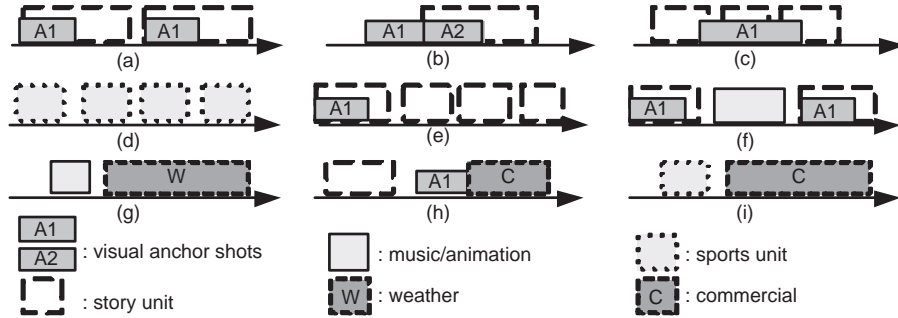 A1 A1
(a)
A1 A2
(b)
A1
(c)
(d)
A1
(e)
A1 A1
(f)
W
(g)
A1 C
(h)
C
(i)
A1
A2
: visual anchor shots
: music/animation
: sports unit
: story unit
W : weather
C : commercial